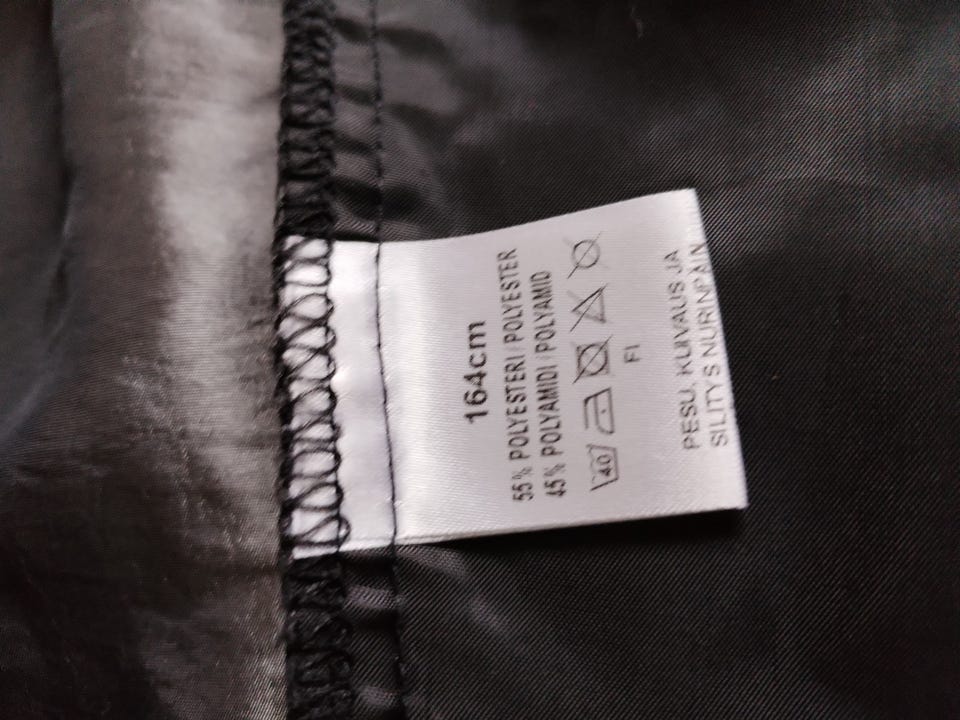 164cm
55% POLYESTERI/POLYESTER
45% POLYAMIDI/POLYAMID
40
FI
PESU, KUIVAUS JA
SILITYS NURINPÄIN